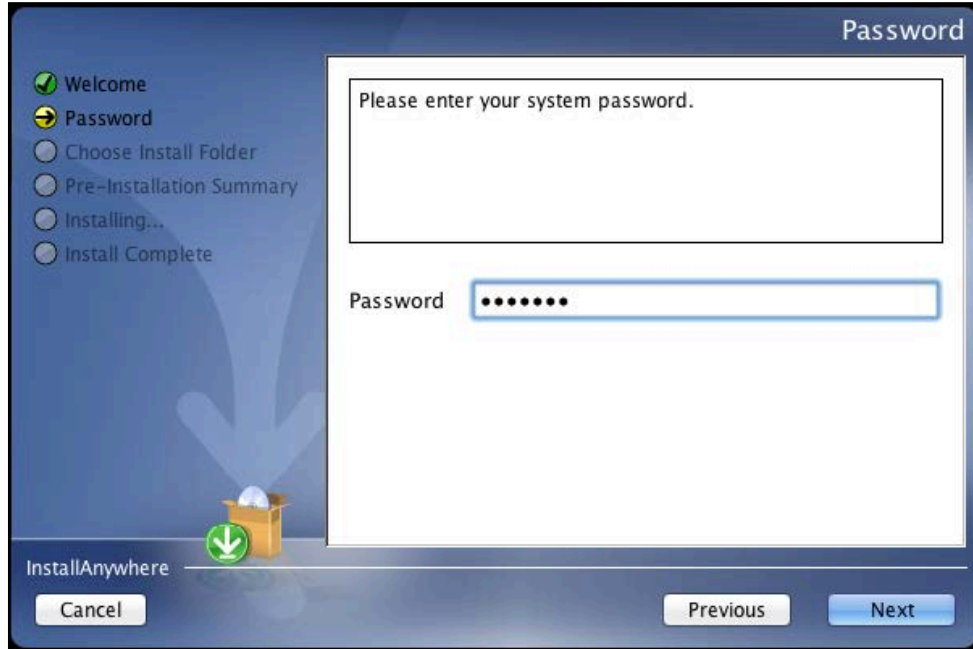 Password
Welcome
Password
Choose Install Folder
Pre-Installation Summary
Installing...
Install Complete
Please enter your system password.
Password •••••••
InstallAnywhere
Cancel Previous Next